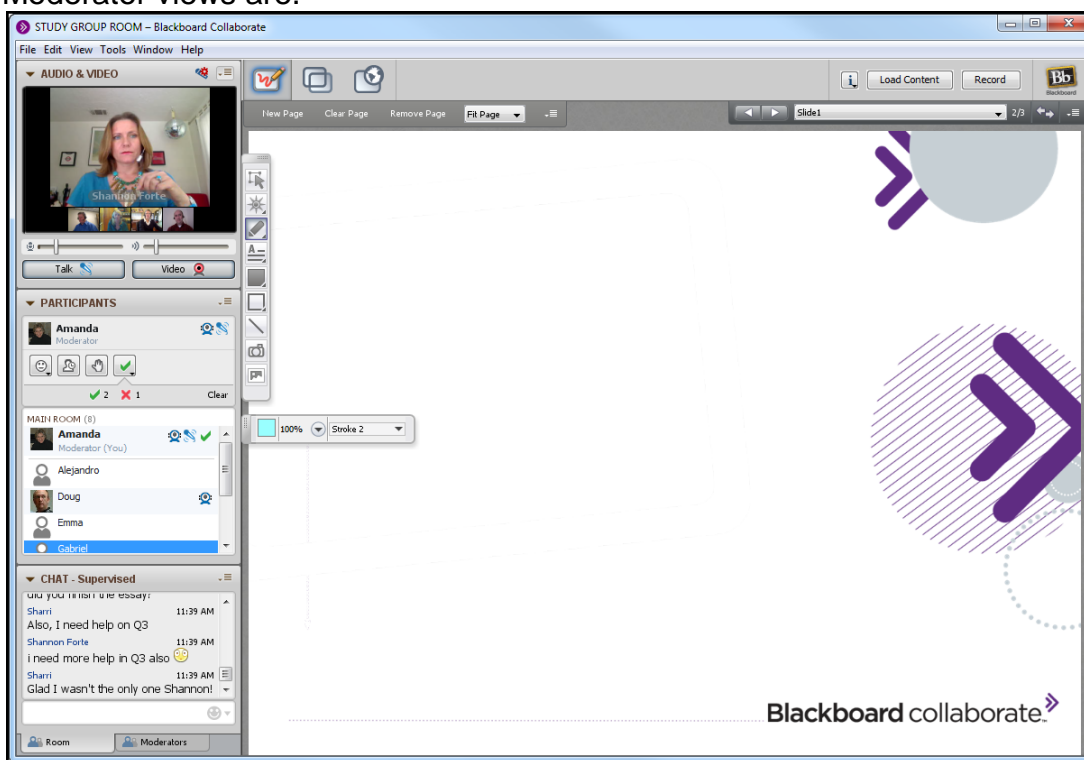 Moderator views are:
STUDY GROUP ROOM – Blackboard Collaborate
File Edit View Tools Window Help
AUDIO & VIDEO
Shannon Forte
Talk
Video
PARTICIPANTS
Amanda
Moderator
2 1 Clear
MAIN ROOM (8)
Amanda
Moderator (You)
Alejandro
Doug
Emma
Gabriel
CHAT - Supervised
did you finish the essay?
Sharri 11:39 AM
Also, I need help on Q3
Shannon Forte 11:39 AM
i need more help in Q3 also
Sharri 11:39 AM
Glad I wasn't the only one Shannon!
Room
Moderators
i Load Content Record
Bb
Blackboard
New Page Clear Page Remove Page Fit Page
Slide1 2/3
A
100% Stroke 2
Blackboard collaborate.